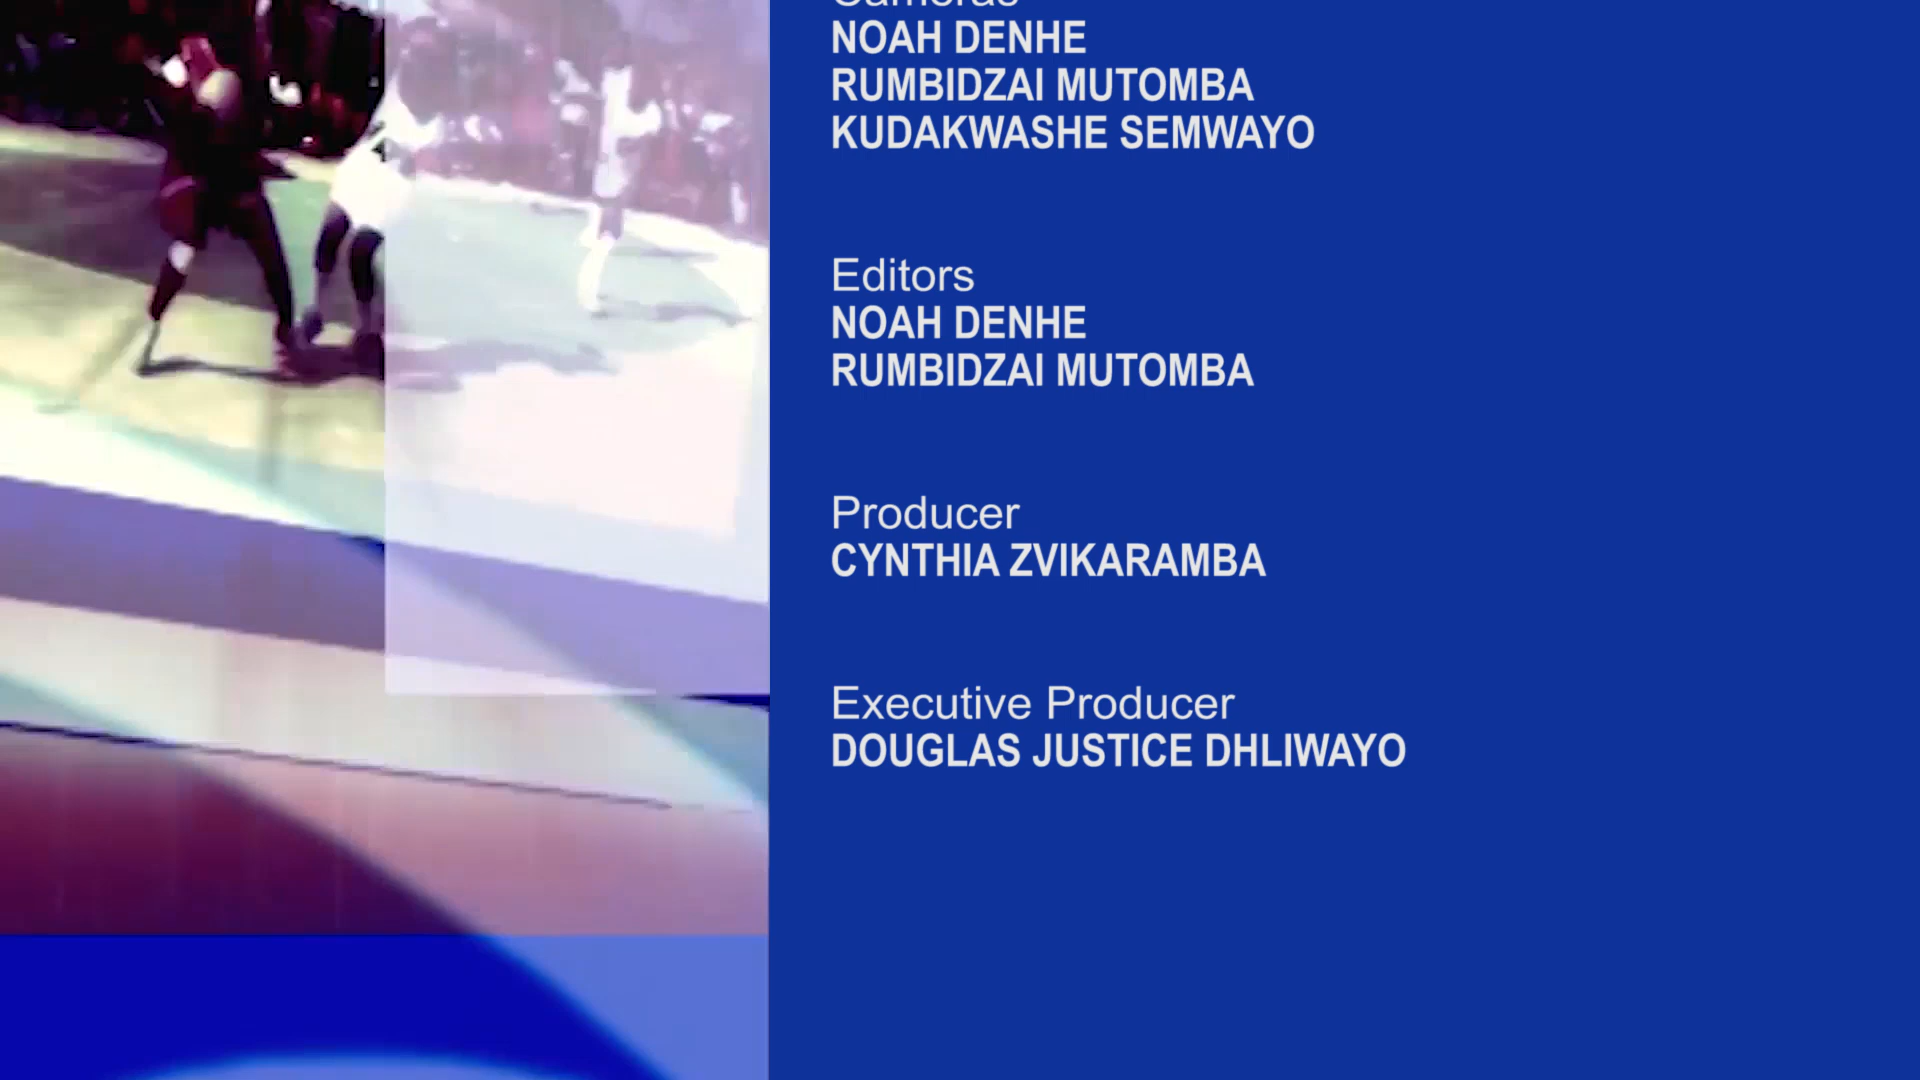 Cameras
NOAH DENHE
RUMBIDZAI MUTOMBA
KUDAKWASHE SEMWAYO
Editors
NOAH DENHE
RUMBIDZAI MUTOMBA
Producer
CYNTHIA ZVIKARAMBA
Executive Producer
DOUGLAS JUSTICE DHLIWAYO